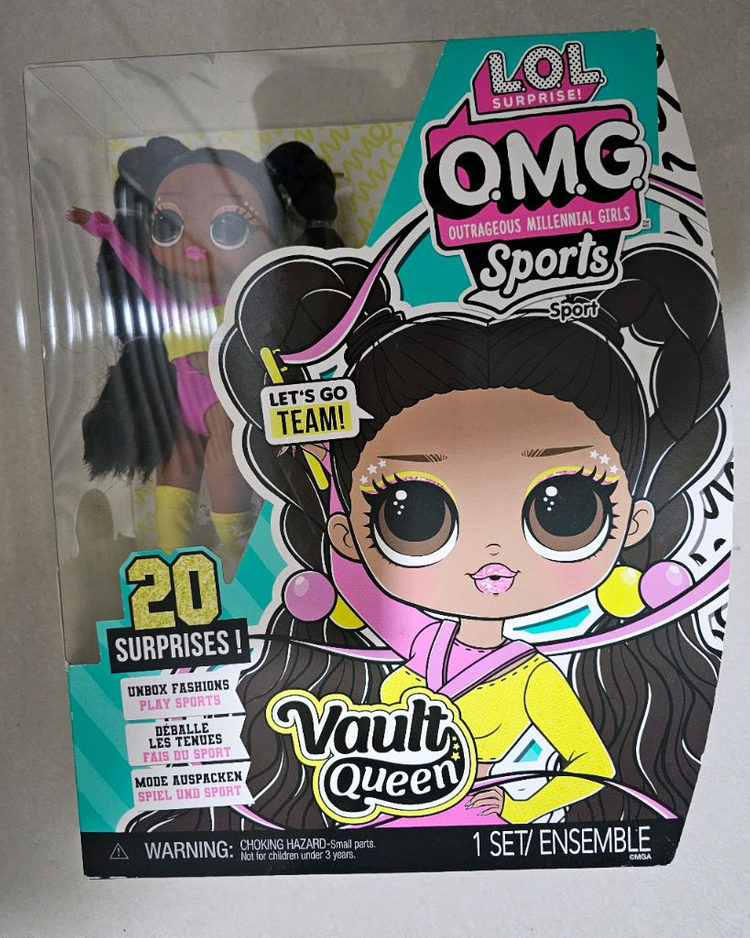 L.O.L.
SURPRISE!
O.M.G.
OUTRAGEOUS MILLENNIAL GIRLS
Sports
Sport
LET'S GO
TEAM!
20
SURPRISES!
UNBOX FASHIONS
PLAY SPORTS
DÉBALLE
LES TENUES
FAIS DU SPORT
MODE AUSPACKEN
SPIEL UND SPORT
Vault
Queen
WARNING: CHOKING HAZARD-Small parts.
Not for children under 3 years.
1 SET/ ENSEMBLE
©MGA